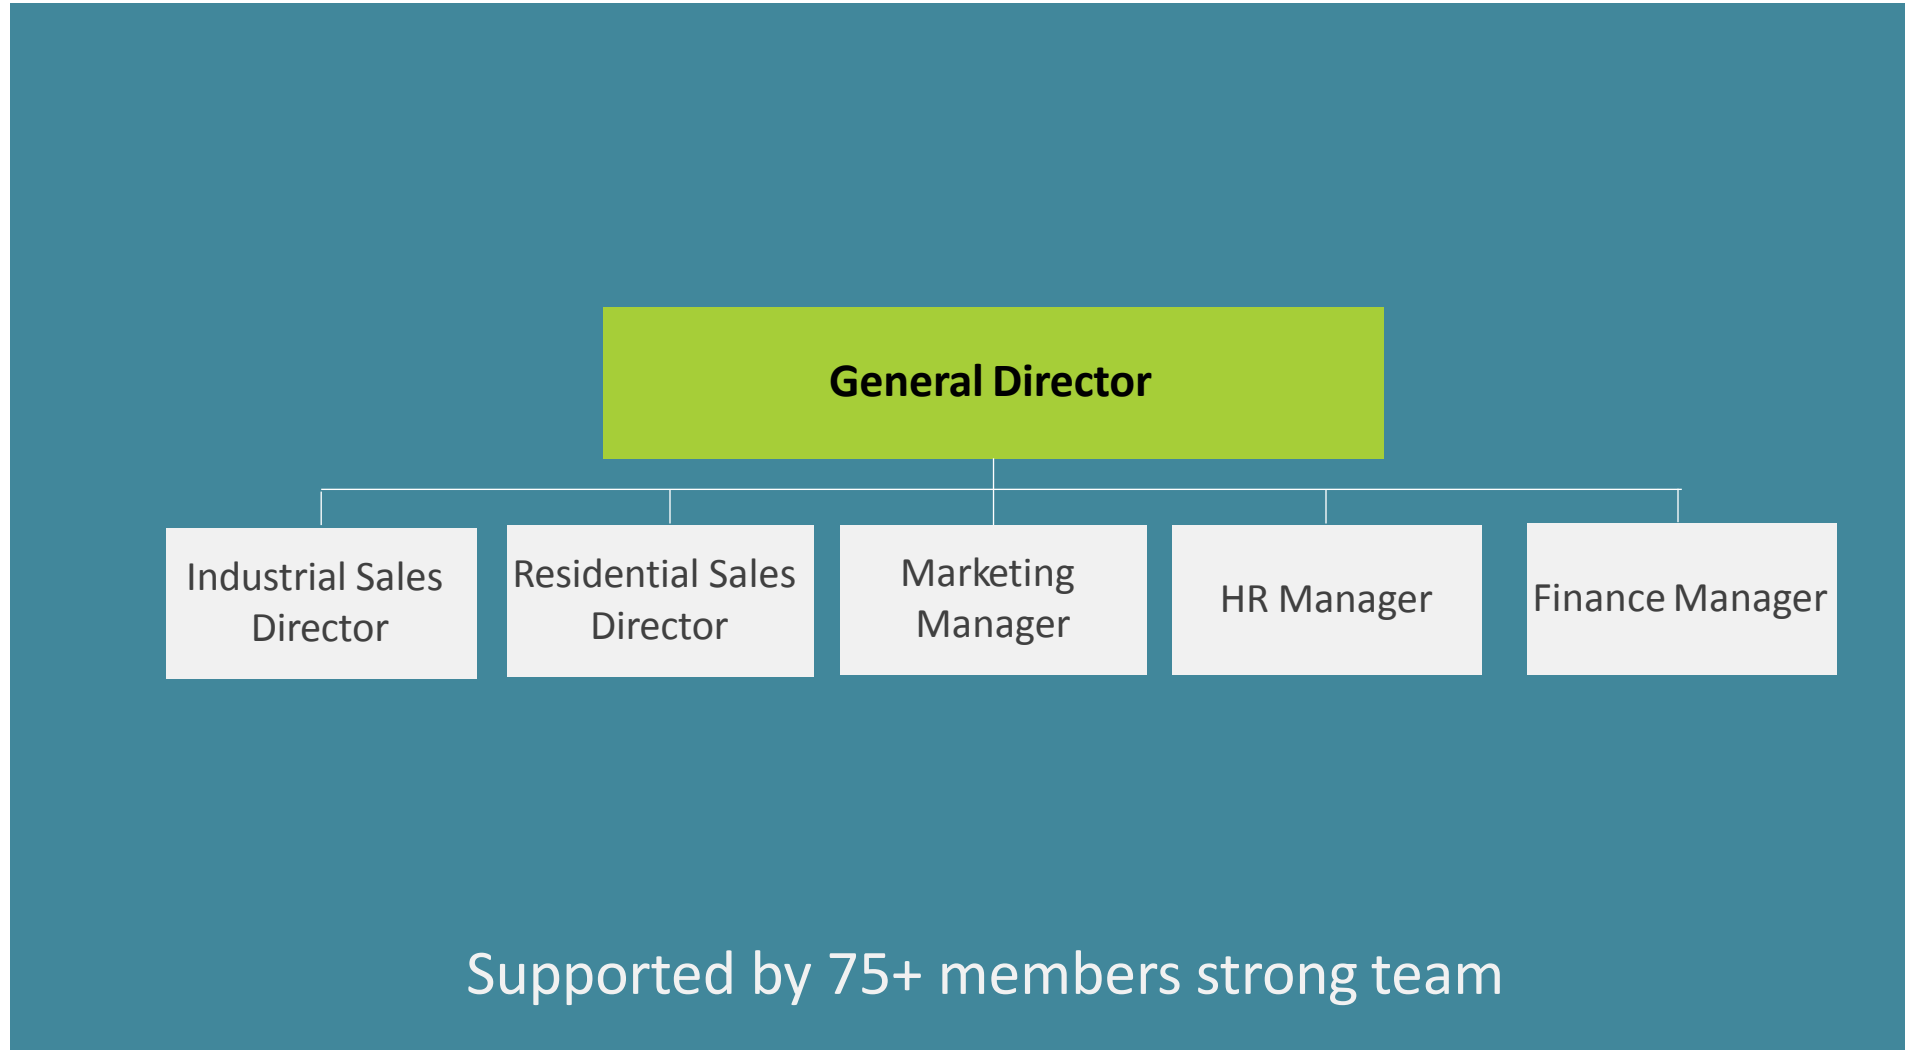 General Director
Industrial Sales
Director
Residential Sales
Director
Marketing
Manager
HR Manager
Finance Manager
Supported by 75+ members strong team